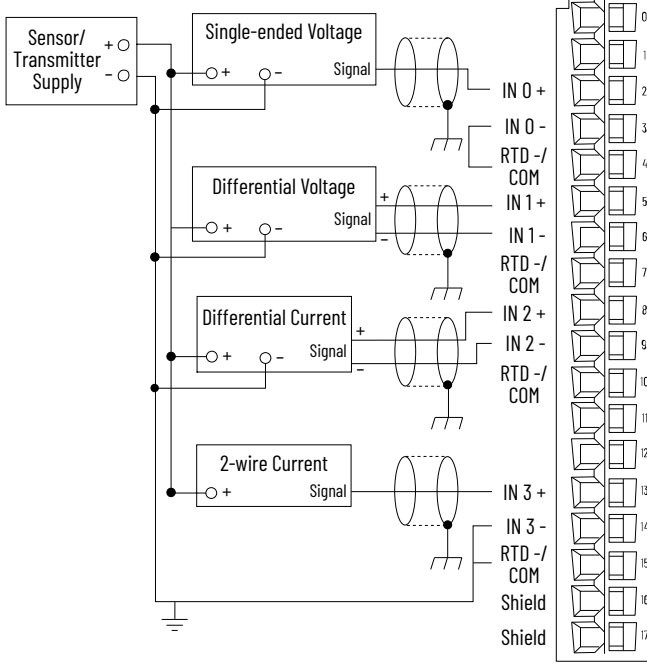 Sensor/
Transmitter
Supply
+
-
Single-ended Voltage
+ - Signal
Differential Voltage
+
+ - Signal
-
Differential Current
+
+ - Signal
-
2-wire Current
+ Signal
IN 0 +
IN 0 -
RTD -/
COM
IN 1 +
IN 1 -
RTD -/
COM
IN 2 +
IN 2 -
RTD -/
COM
IN 3 +
IN 3 -
RTD -/
COM
Shield
Shield
0
1
2
3
4
5
6
7
8
9
10
11
12
13
14
15
16
17